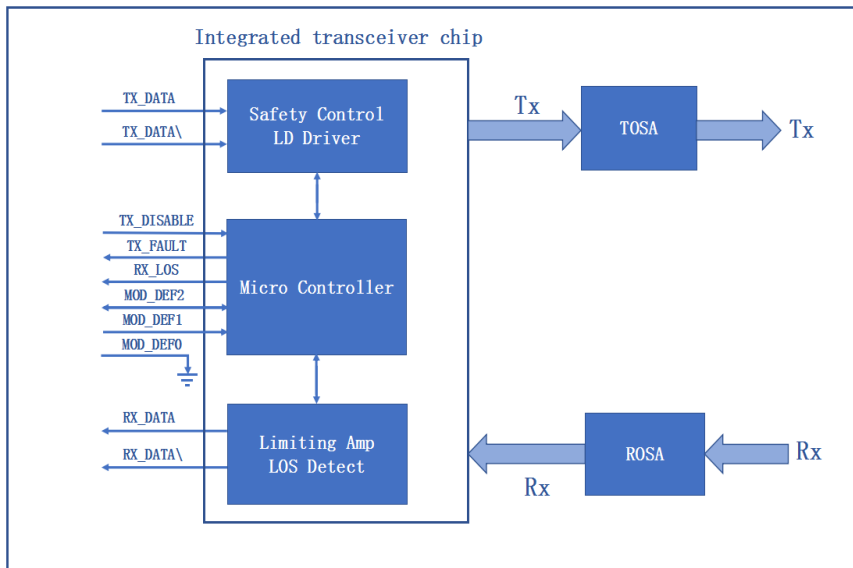 Integrated transceiver chip
TX_DATA
TX_DATA\
Safety Control
LD Driver
Tx
TOSA
Tx
TX_DISABLE
TX_FAULT
RX_LOS
MOD_DEF2
MOD_DEF1
MOD_DEF0
Micro Controller
RX_DATA
RX_DATA\
Limiting Amp
LOS Detect
Rx
ROSA
Rx